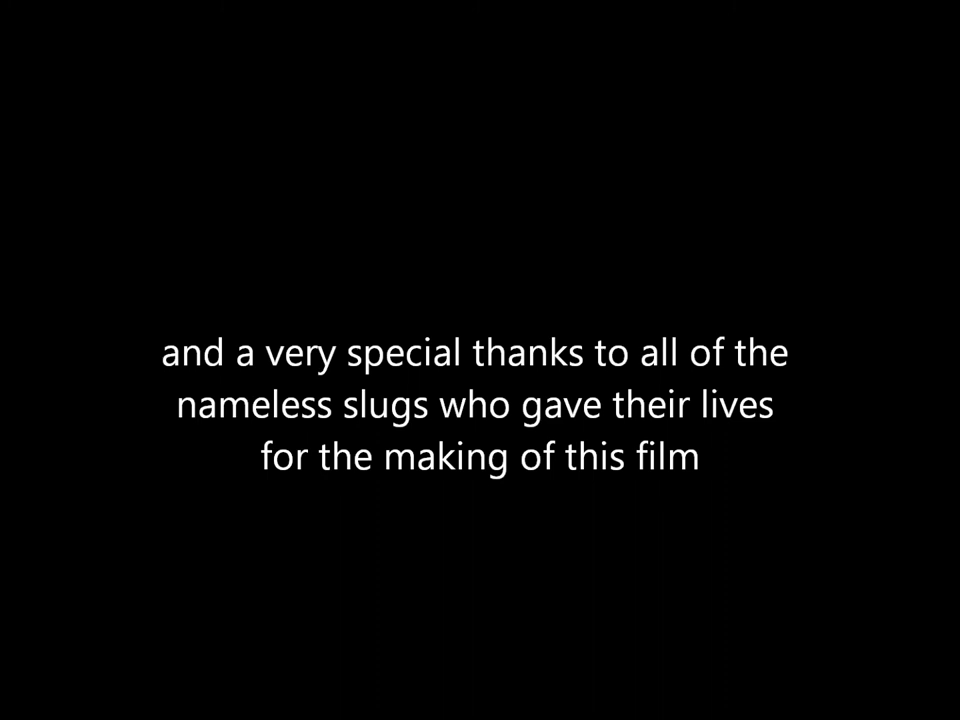 and a very special thanks to all of the
nameless slugs who gave their lives
for the making of this film